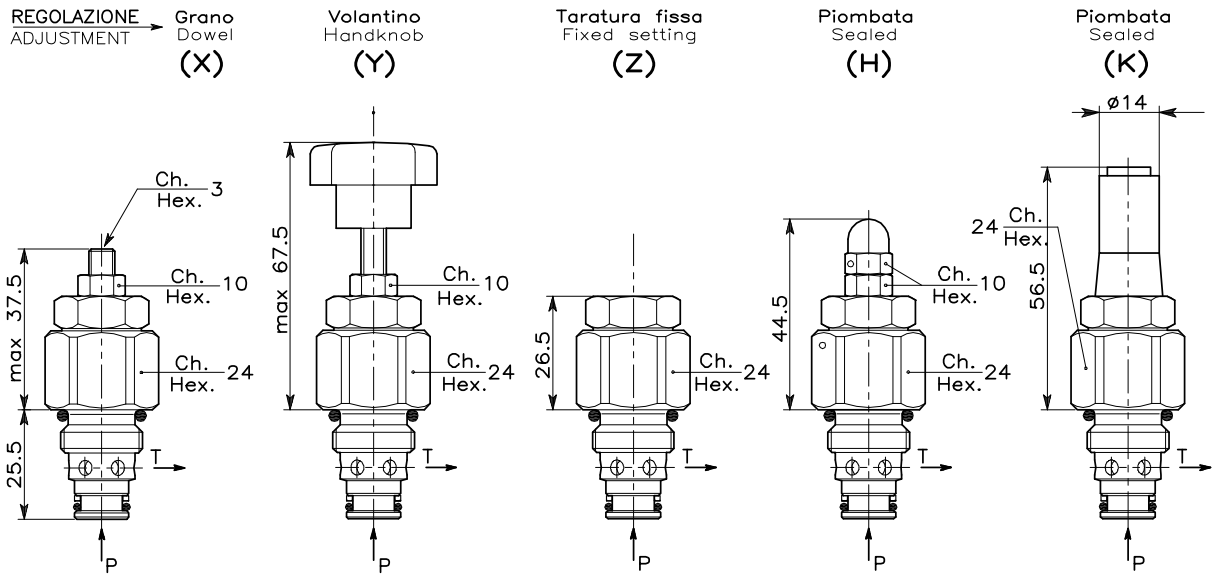 REGOLAZIONE
ADJUSTMENT
Grano
Dowel
(X)
Volantino
Handknob
(Y)
Taratura fissa
Fixed setting
(Z)
Piombata
Sealed
(H)
Piombata
Sealed
(K)
Ch.
Hex. 3
Ch.
Hex. 10
Ch.
Hex. 24
max 37.5
25.5
T
P
max 67.5
Ch.
Hex. 10
Ch.
Hex. 24
T
P
26.5
Ch.
Hex. 24
T
P
44.5
Ch.
Hex. 10
Ch.
Hex. 24
T
P
ø14
24 Ch.
Hex.
56.5
T
P